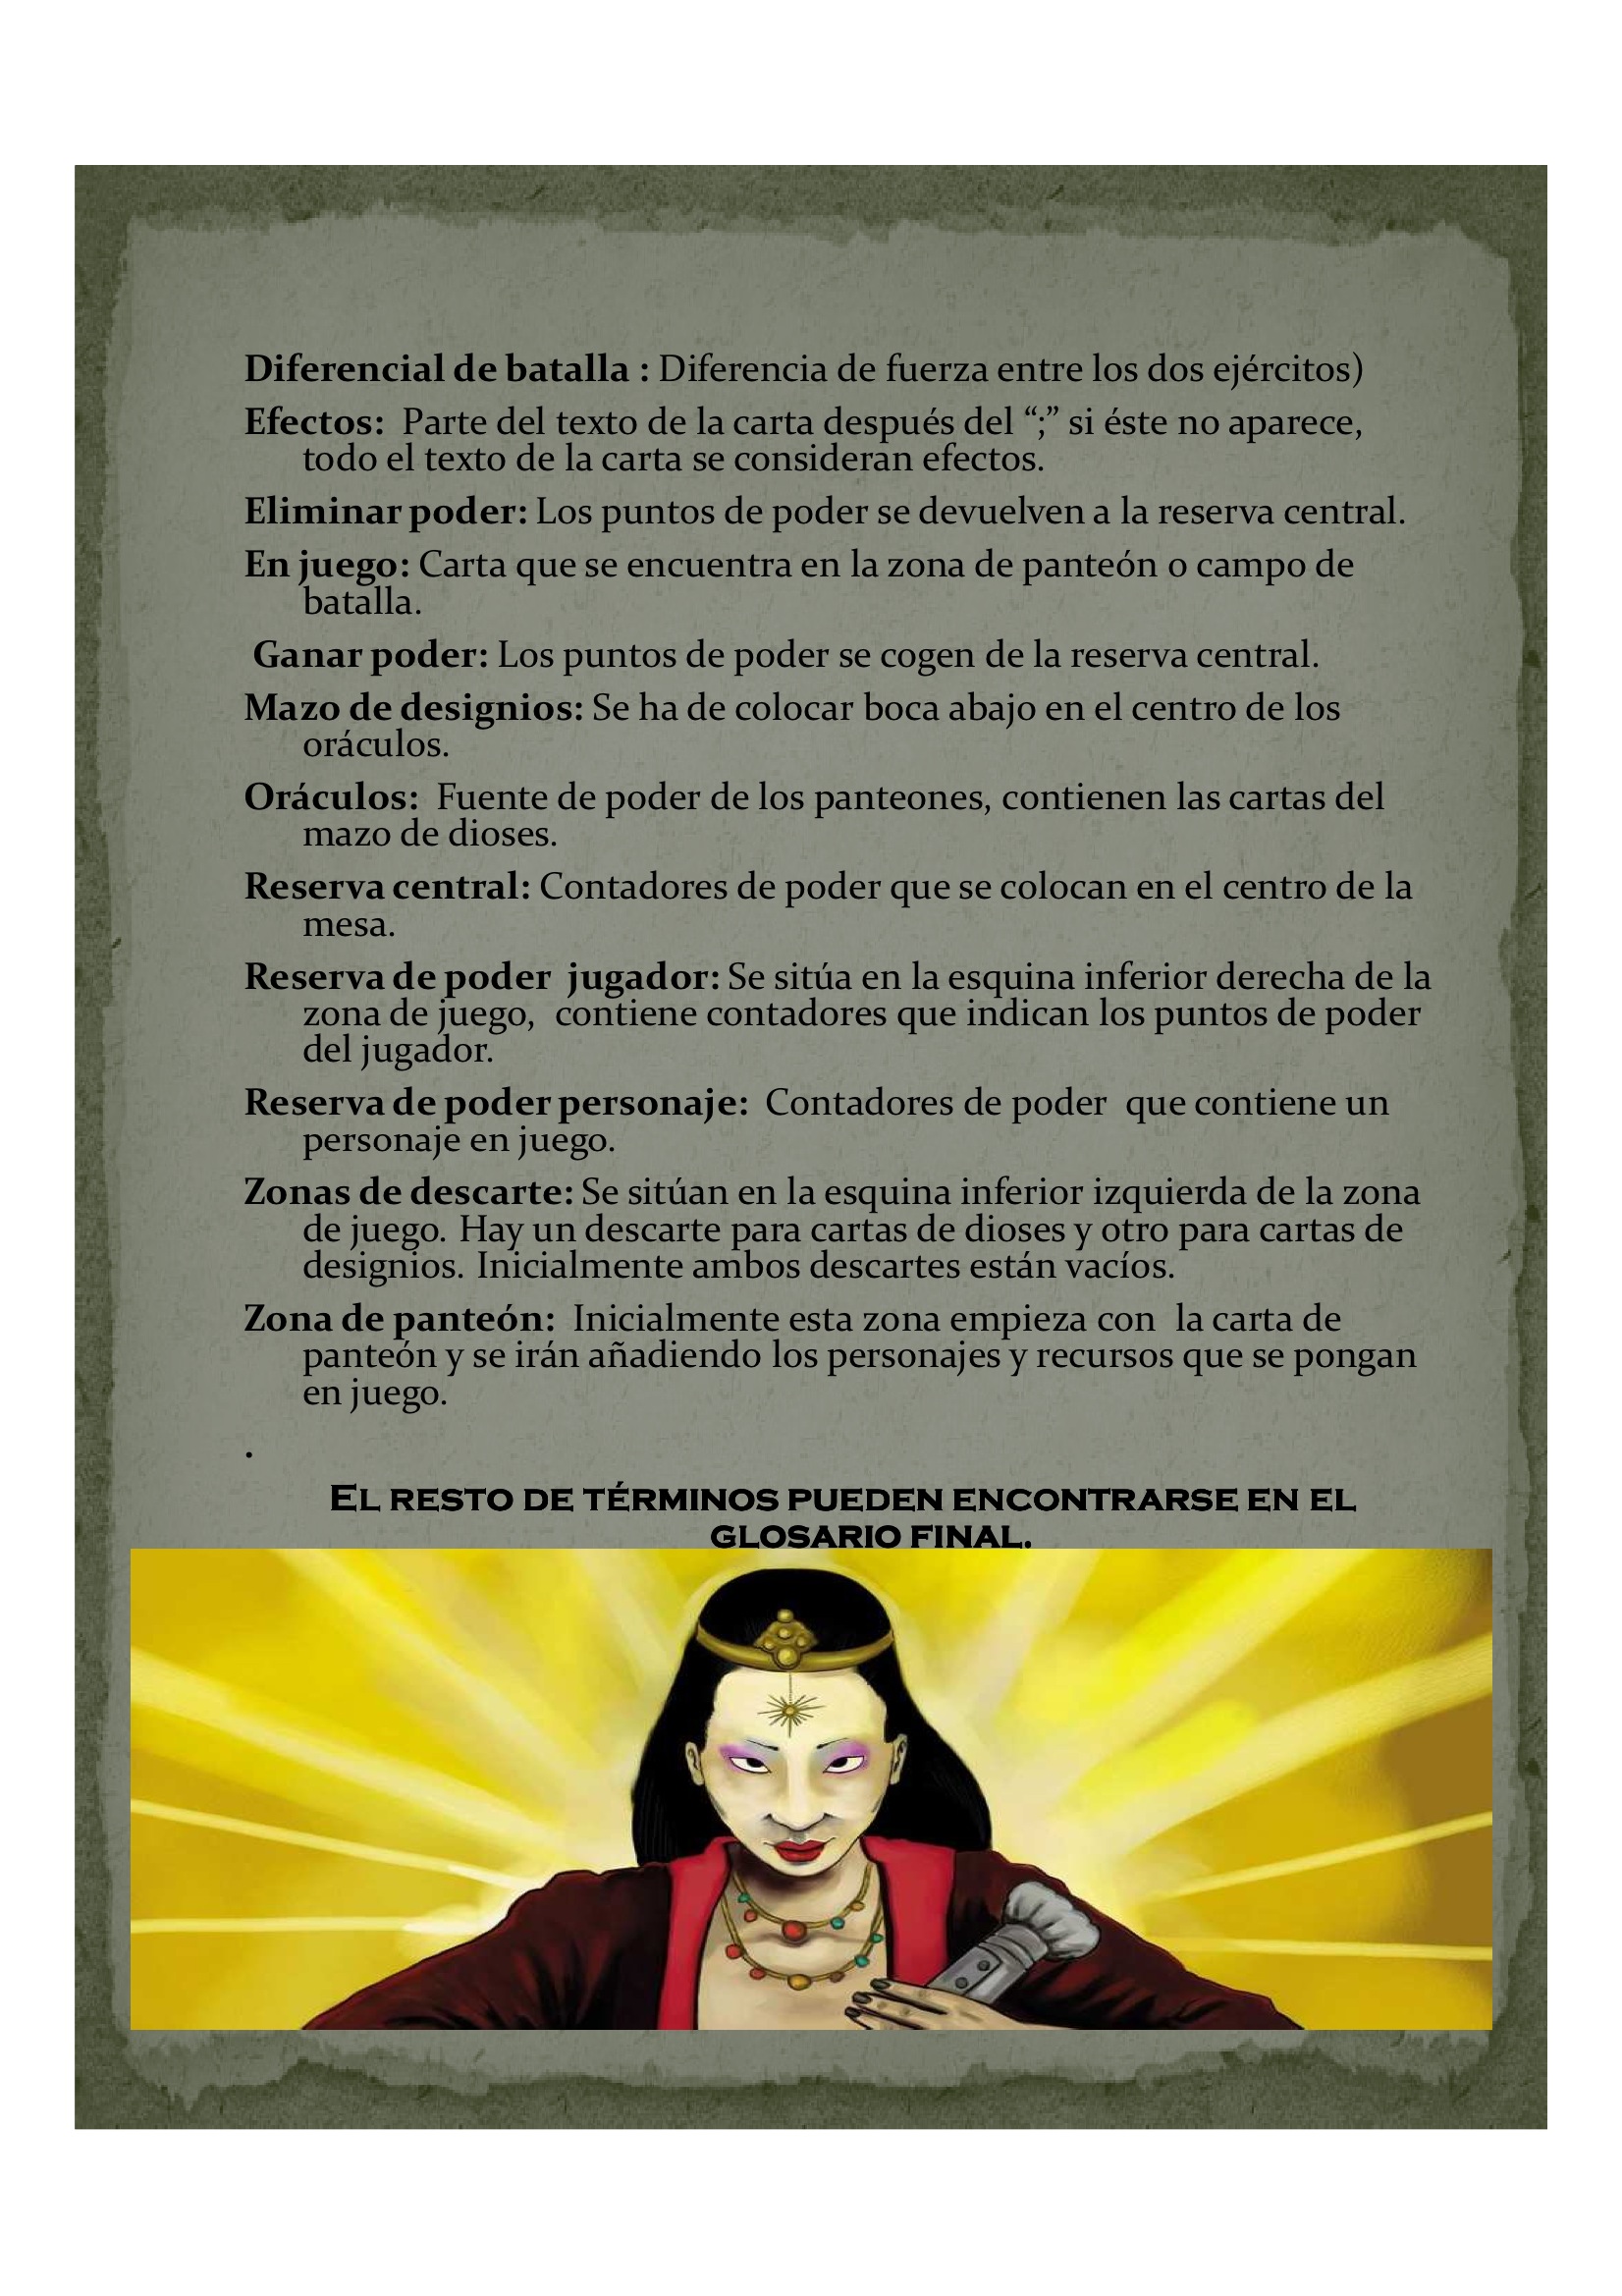 Diferencial de batalla : Diferencia de fuerza entre los dos ejércitos)
Efectos: Parte del texto de la carta después del “;” si éste no aparece,
todo el texto de la carta se consideran efectos.
Eliminar poder: Los puntos de poder se devuelven a la reserva central.
En juego: Carta que se encuentra en la zona de panteón o campo de
batalla.
Ganar poder: Los puntos de poder se cogen de la reserva central.
Mazo de designios: Se ha de colocar boca abajo en el centro de los
oráculos.
Oráculos: Fuente de poder de los panteones, contienen las cartas del
mazo de dioses.
Reserva central: Contadores de poder que se colocan en el centro de la
mesa.
Reserva de poder jugador: Se sitúa en la esquina inferior derecha de la
zona de juego, contiene contadores que indican los puntos de poder
del jugador.
Reserva de poder personaje: Contadores de poder que contiene un
personaje en juego.
Zonas de descarte: Se sitúan en la esquina inferior izquierda de la zona
de juego. Hay un descarte para cartas de dioses y otro para cartas de
designios. Inicialmente ambos descartes están vacíos.
Zona de panteón: Inicialmente esta zona empieza con la carta de
panteón y se irán añadiendo los personajes y recursos que se pongan
en juego.
.
El resto de términos pueden encontrarse en el
glosario final.